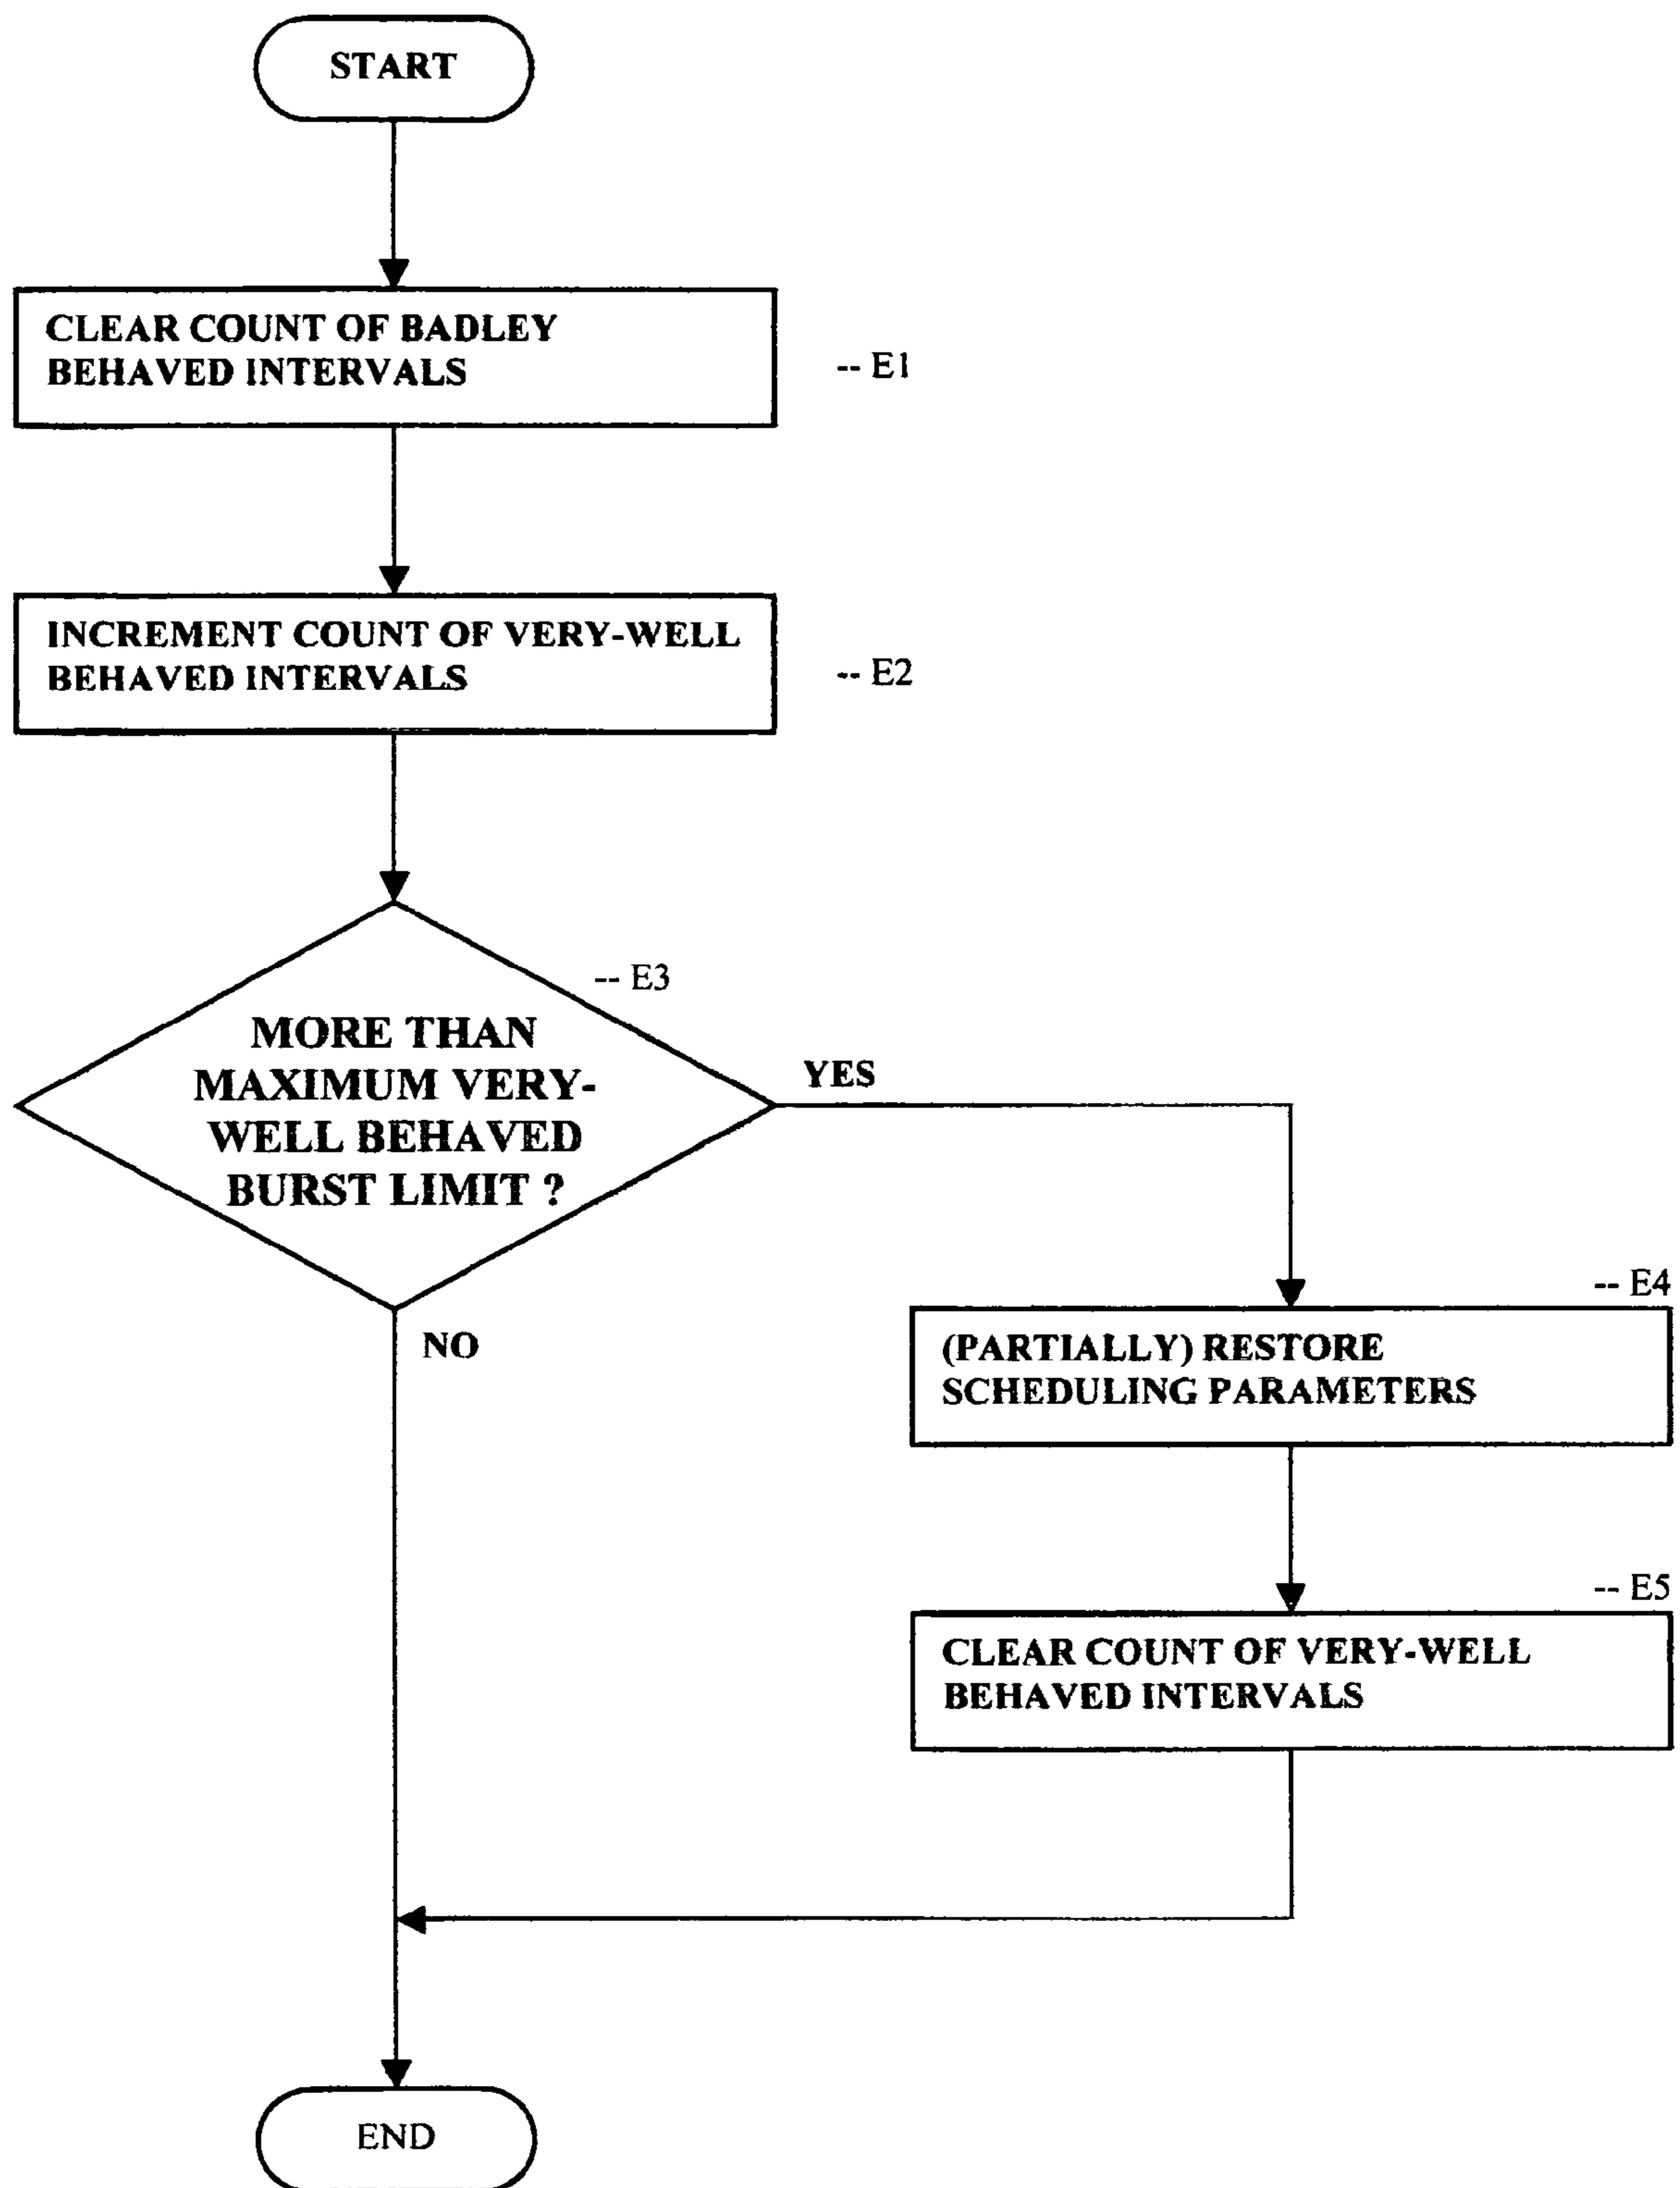 START
CLEAR COUNT OF BADLEY
BEHAVED INTERVALS
-- E1
INCREMENT COUNT OF VERY-WELL
BEHAVED INTERVALS
-- E2
-- E3
MORE THAN
MAXIMUM VERY-
WELL BEHAVED
BURST LIMIT ?
YES
NO
-- E4
(PARTIALLY) RESTORE
SCHEDULING PARAMETERS
-- E5
CLEAR COUNT OF VERY-WELL
BEHAVED INTERVALS
END